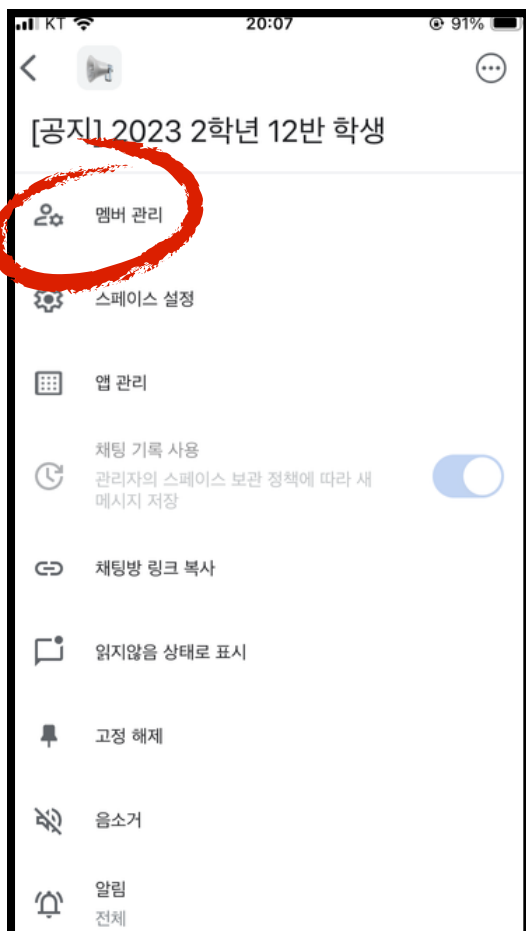 KT 20:07 91%
[공지] 2023 2학년 12반 학생
멤버 관리
스페이스 설정
앱 관리
채팅 기록 사용
관리자의 스페이스 보관 정책에 따라 새
메시지 저장
채팅방 링크 복사
읽지않음 상태로 표시
고정 해제
음소거
알림
전체